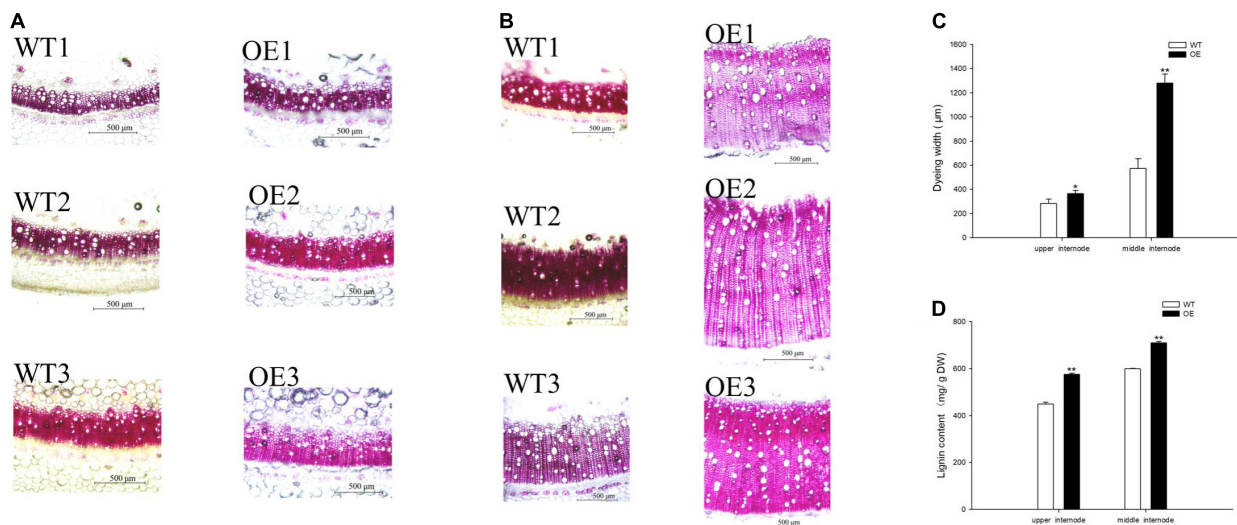 A
WT1
500 μm
OE1
500 μm
WT2
500 μm
OE2
500 μm
WT3
500 μm
OE3
500 μm
B
WT1
500 μm
OE1
500 μm
WT2
500 μm
OE2
500 μm
WT3
500 μm
OE3
500 μm
C
WT
OE
1600
1400
1200
1000
800
600
400
200
0
Dyeing width ( μm)
*
**
upper internode
middle internode
D
WT
OE
800
600
400
200
0
Lignin content (mg/ g DW)
**
**
upper internode
middle internode